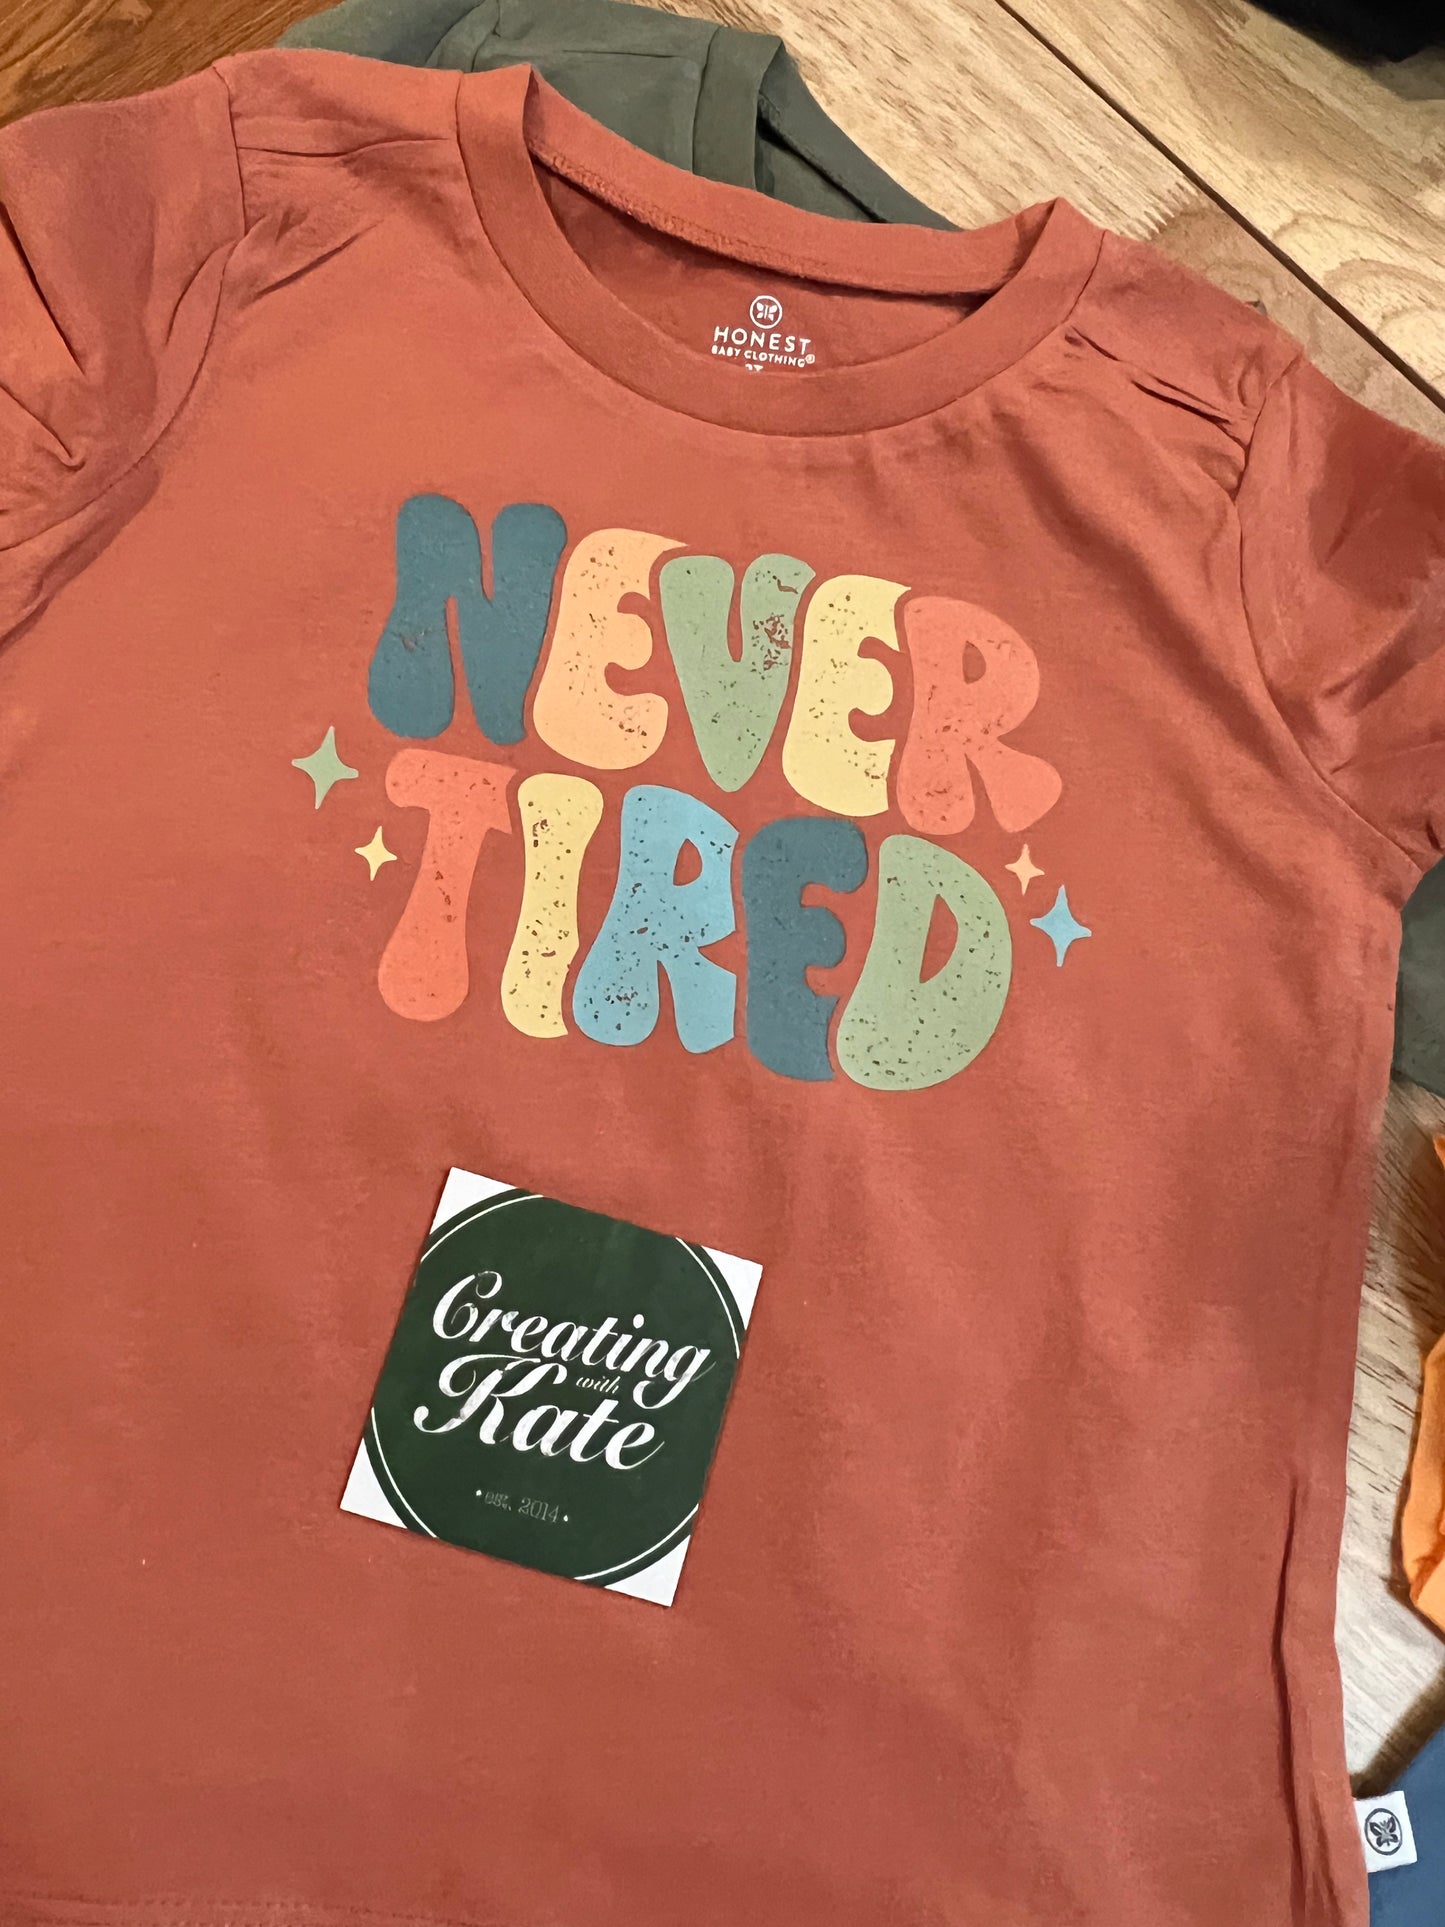 HONEST
BABY CLOTHING®
NEVER
TIRED
Creating
with
Kate
• est. 2014 •